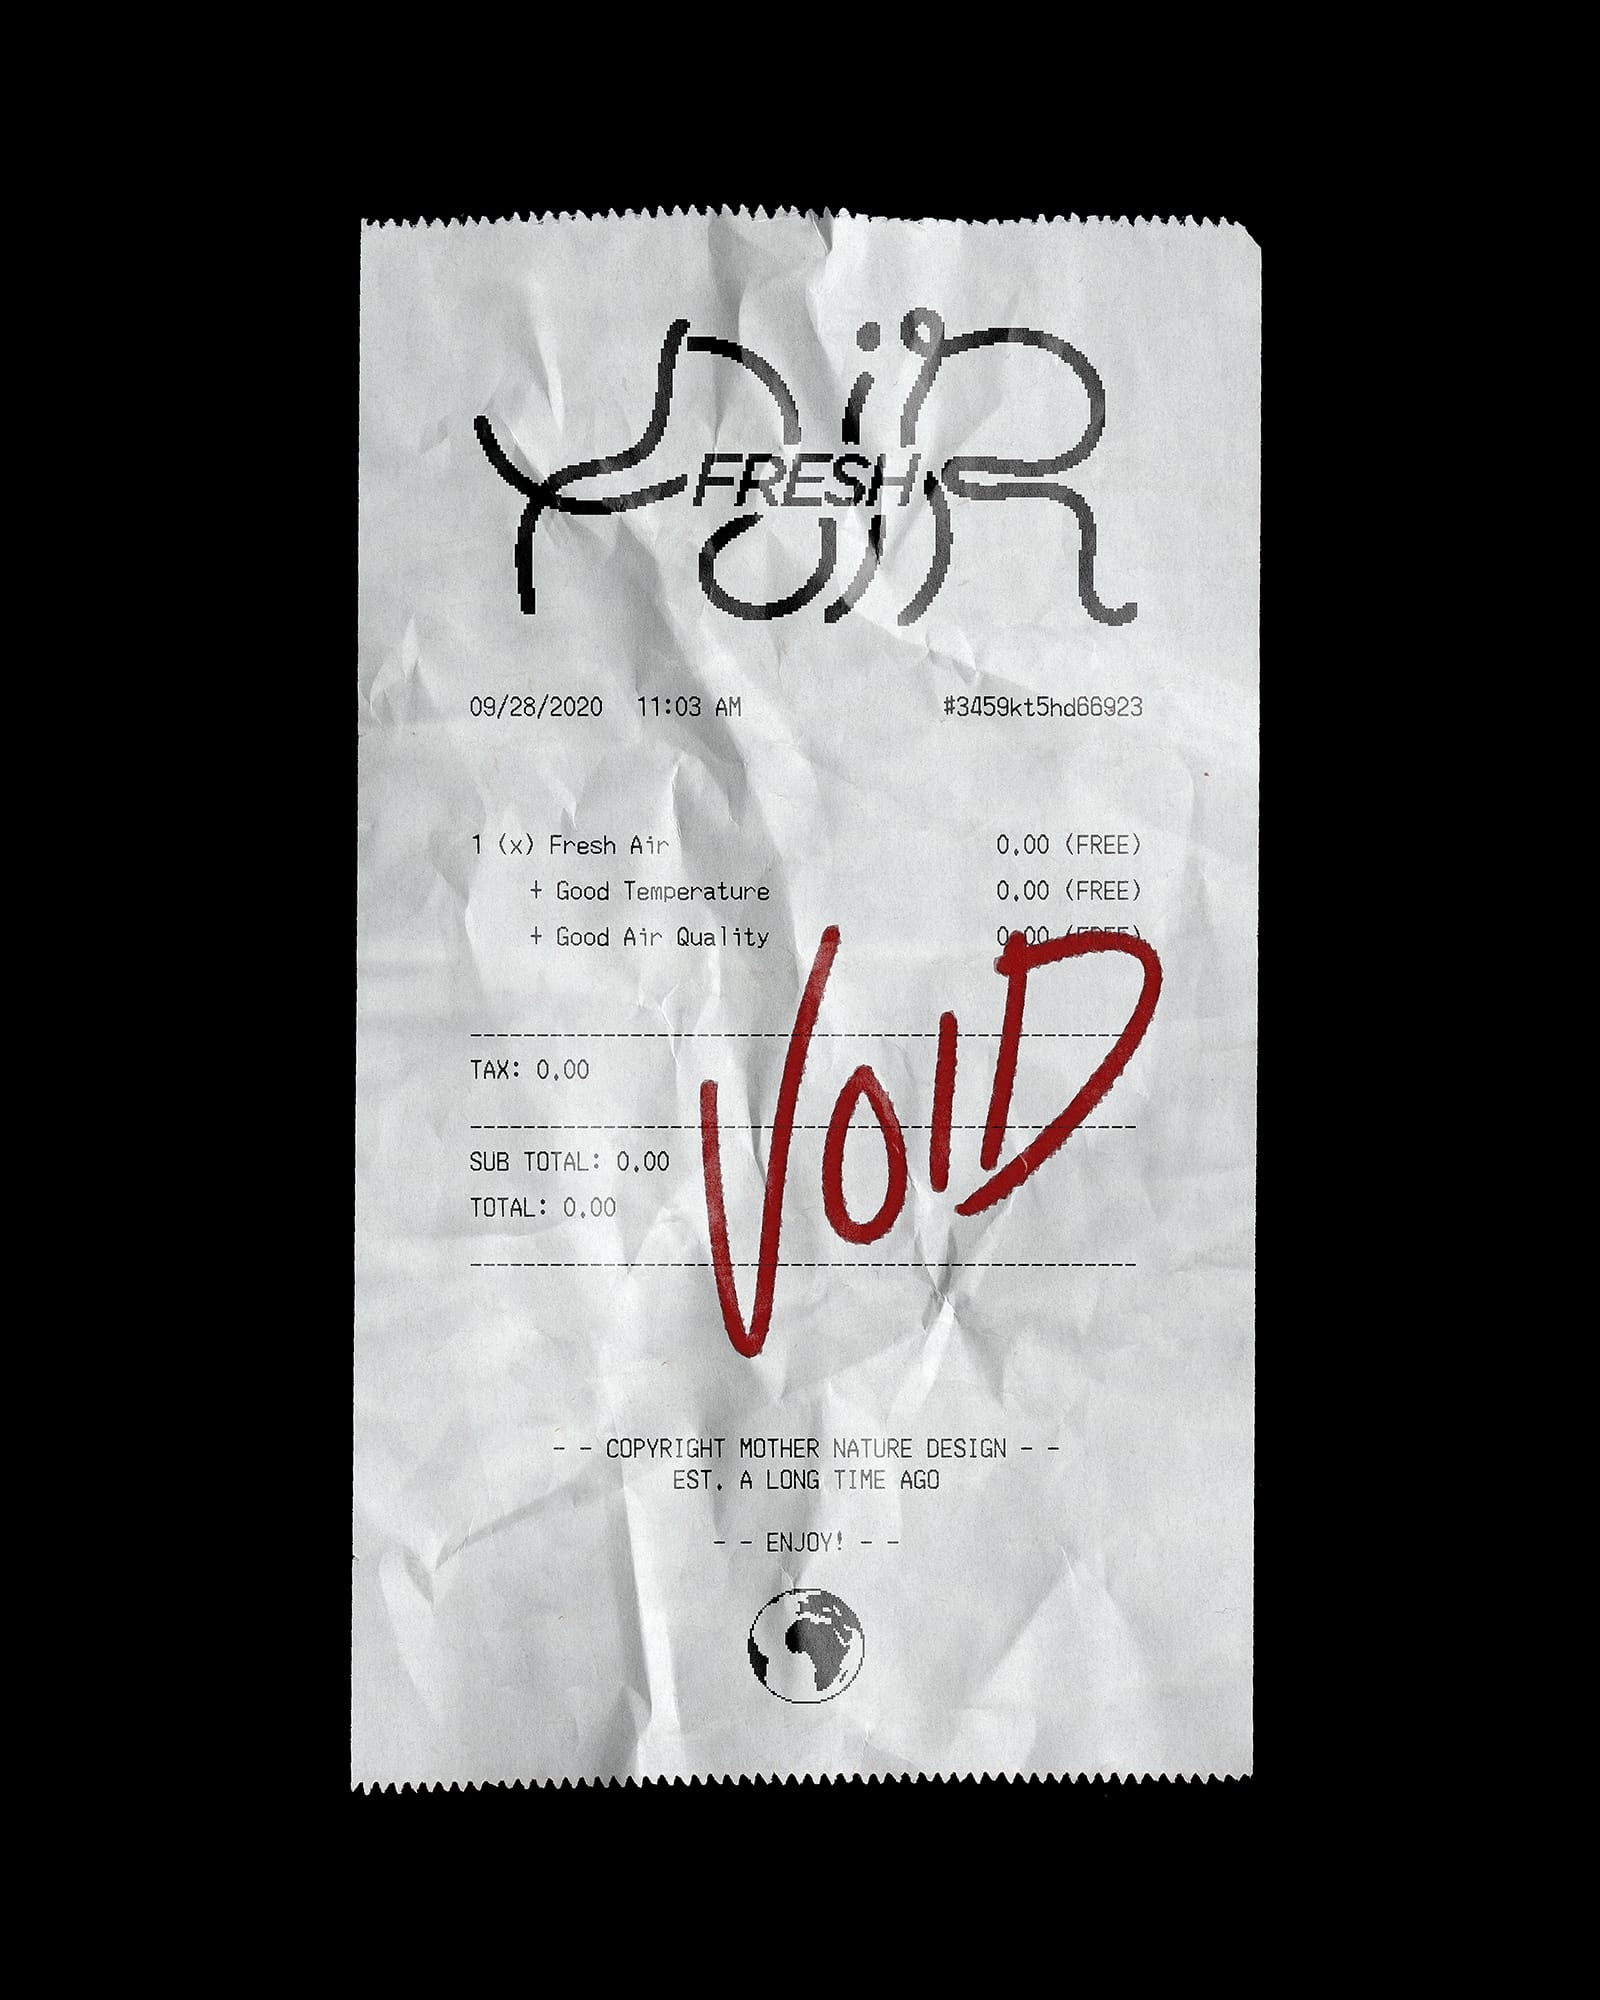 AiR
FRESH
09/28/2020 11:03 AM #3459kt5hd66923
1 (x) Fresh Air 0.00 (FREE)
+ Good Temperature 0.00 (FREE)
+ Good Air Quality 0.00 (FREE)
VOID
TAX: 0.00
SUB TOTAL: 0.00
TOTAL: 0.00
- - COPYRIGHT MOTHER NATURE DESIGN - -
EST. A LONG TIME AGO
- - ENJOY! - -